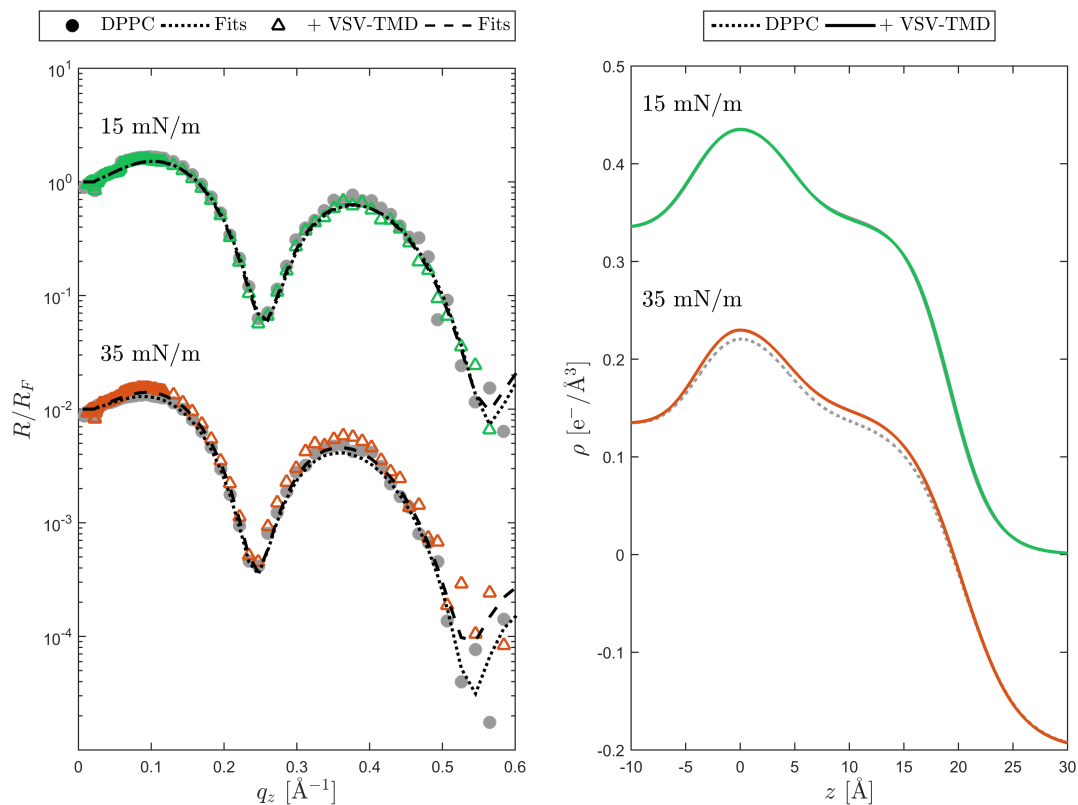 DPPC Fits + VSV-TMD Fits
10^1
10^0
10^-1
10^-2
10^-3
10^-4
15 mN/m
35 mN/m
R/R_F
0 0.1 0.2 0.3 0.4 0.5 0.6
q_z [Å^-1]
DPPC + VSV-TMD
0.5
0.4
0.3
0.2
0.1
0
-0.1
-0.2
15 mN/m
35 mN/m
ρ [e^-/Å^3]
-10 -5 0 5 10 15 20 25 30
z [Å]